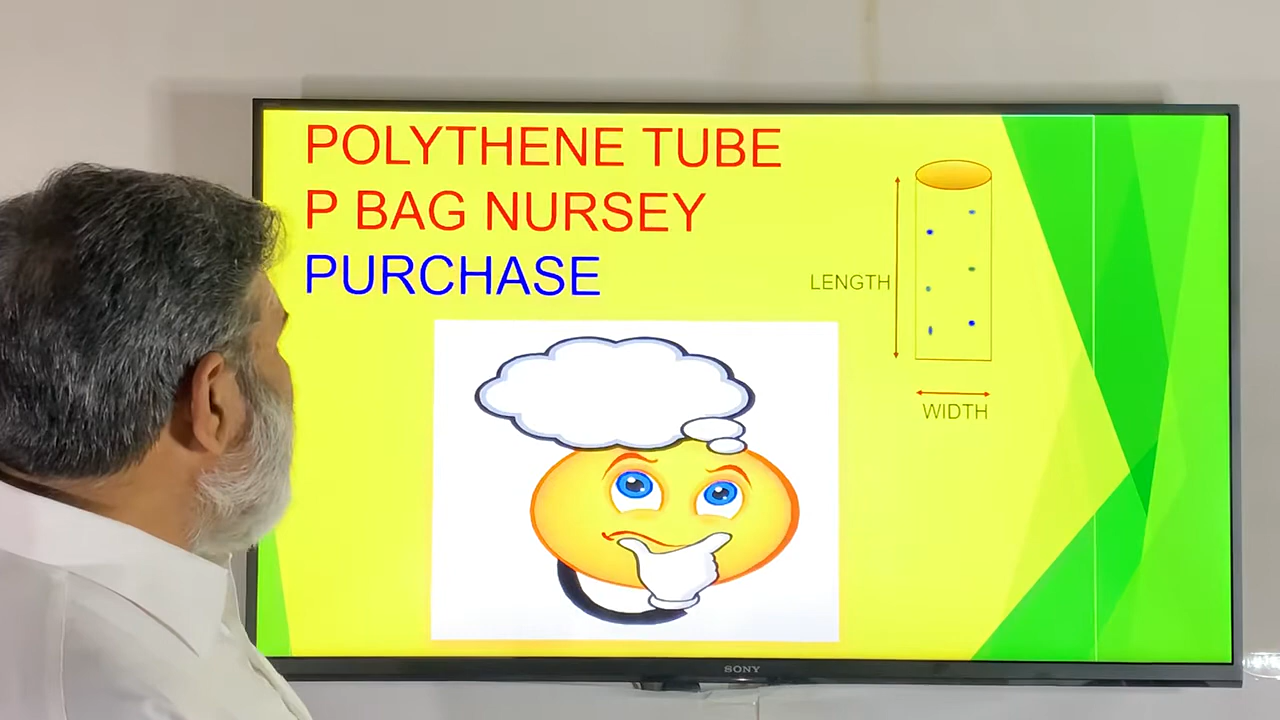 POLYTHENE TUBE
P BAG NURSEY
PURCHASE
LENGTH
WIDTH
SONY